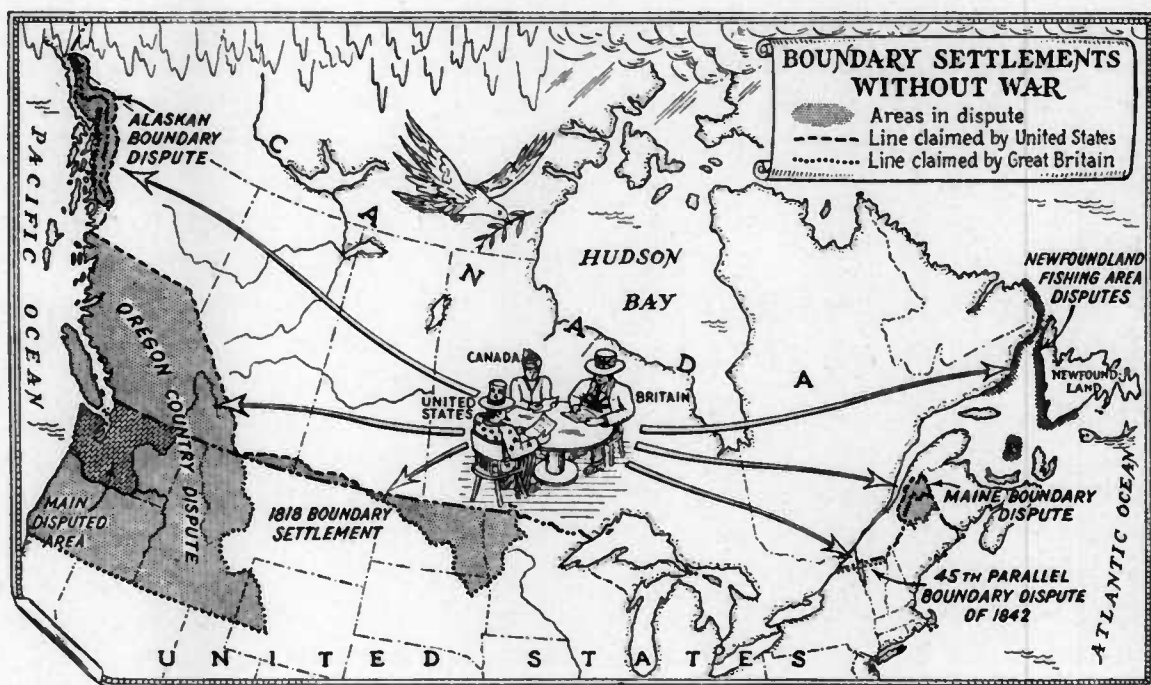 BOUNDARY SETTLEMENTS
WITHOUT WAR
Areas in dispute
Line claimed by United States
Line claimed by Great Britain
ALASKAN
BOUNDARY
DISPUTE
PACIFIC OCEAN
CANADA
HUDSON
BAY
NEWFOUNDLAND
FISHING AREA
DISPUTES
NEWFOUND
LAND
OREGON COUNTRY DISPUTE
CANADA
UNITED
STATES
BRITAIN
MAIN
DISPUTED
AREA
1818 BOUNDARY
SETTLEMENT
MAINE BOUNDARY
DISPUTE
45TH PARALLEL
BOUNDARY DISPUTE
OF 1842
ATLANTIC OCEAN
UNITED STATES